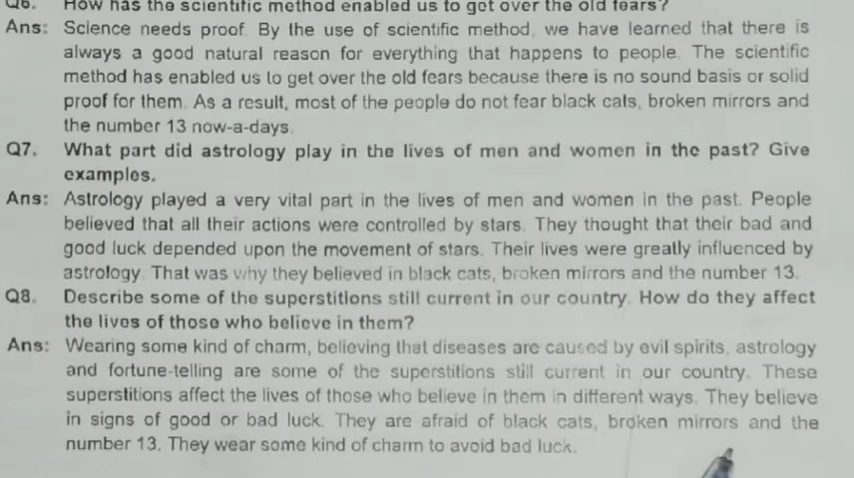 Q6. How has the scientific method enabled us to get over the old fears?
Ans: Science needs proof. By the use of scientific method, we have learned that there is
always a good natural reason for everything that happens to people. The scientific
method has enabled us to get over the old fears because there is no sound basis or solid
proof for them. As a result, most of the people do not fear black cats, broken mirrors and
the number 13 now-a-days.
Q7. What part did astrology play in the lives of men and women in the past? Give
examples.
Ans: Astrology played a very vital part in the lives of men and women in the past. People
believed that all their actions were controlled by stars. They thought that their bad and
good luck depended upon the movement of stars. Their lives were greatly influenced by
astrology. That was why they believed in black cats, broken mirrors and the number 13.
Q8. Describe some of the superstitions still current in our country. How do they affect
the lives of those who believe in them?
Ans: Wearing some kind of charm, believing that diseases are caused by evil spirits, astrology
and fortune-telling are some of the superstitions still current in our country. These
superstitions affect the lives of those who believe in them in different ways. They believe
in signs of good or bad luck. They are afraid of black cats, broken mirrors and the
number 13. They wear some kind of charm to avoid bad luck.